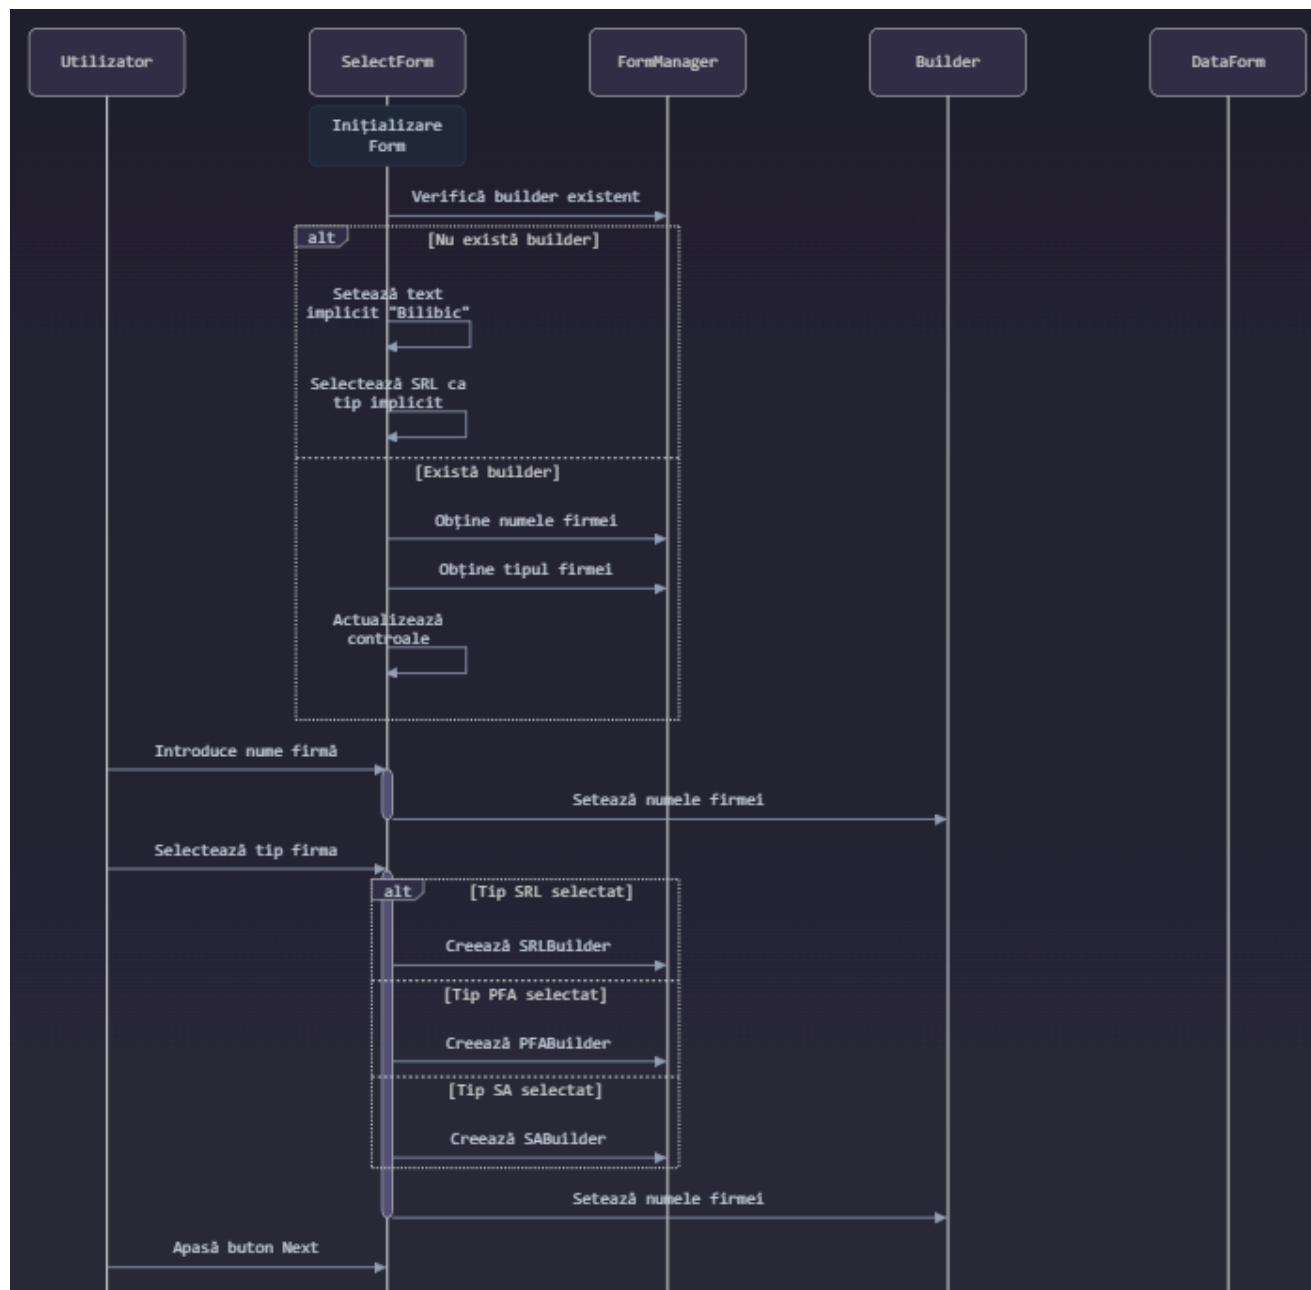 Utilizator
SelectForm
FormManager
Builder
DataForm
Inițializare
Form
Verifică builder existent
alt
[Nu există builder]
Setează text
implicit "Bilibic"
Selectează SRL ca
tip implicit
[Există builder]
Obține numele firmei
Obține tipul firmei
Actualizează
controale
Introduce nume firmă
Setează numele firmei
Selectează tip firma
alt
[Tip SRL selectat]
Creează SRLBuilder
[Tip PFA selectat]
Creează PFABuilder
[Tip SA selectat]
Creează SABuilder
Setează numele firmei
Apasă buton Next